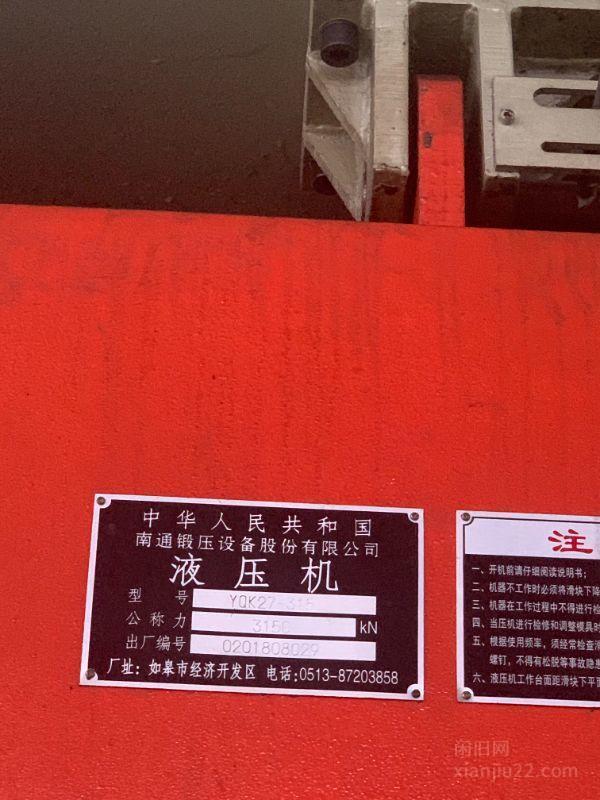 中华人民共和国
南通锻压设备股份有限公司
液压机
型号 YQK27-315
公称力 3150 kN
出厂编号 0201808029
厂址：如皋市经济开发区 电话：0513-87203858
注
一、开机前请仔细阅读说明书；
二、机器不工作时必须将滑块下降
三、机器在工作过程中不得进行检
四、当压机进行检修和调整模具时
五、根据使用频率，须经常检查滑
螺钉，不得有松脱等事故隐患
六、液压机工作台面距滑块下平面
闲旧网
xianjiu22.com